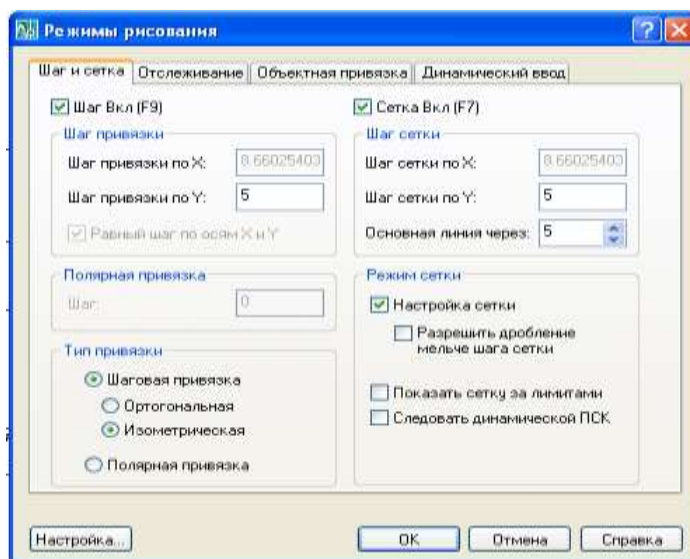 Режимы рисования
Шаг и сетка Отслеживание Объектная привязка Динамический ввод
Шаг Вкл (F9)
Шаг привязки
Шаг привязки по X: 8.66025403
Шаг привязки по Y: 5
Равный шаг по осям X и Y
Полярная привязка
Шаг: 0
Тип привязки
Шаговая привязка
Ортогональная
Изометрическая
Полярная привязка
Сетка Вкл (F7)
Шаг сетки
Шаг сетки по X: 8.66025403
Шаг сетки по Y: 5
Основная линия через: 5
Режим сетки
Настройка сетки
Разрешить дробление
мельче шага сетки
Показать сетку за лимитами
Следовать динамической ПСК
Настройка... OK Отмена Справка